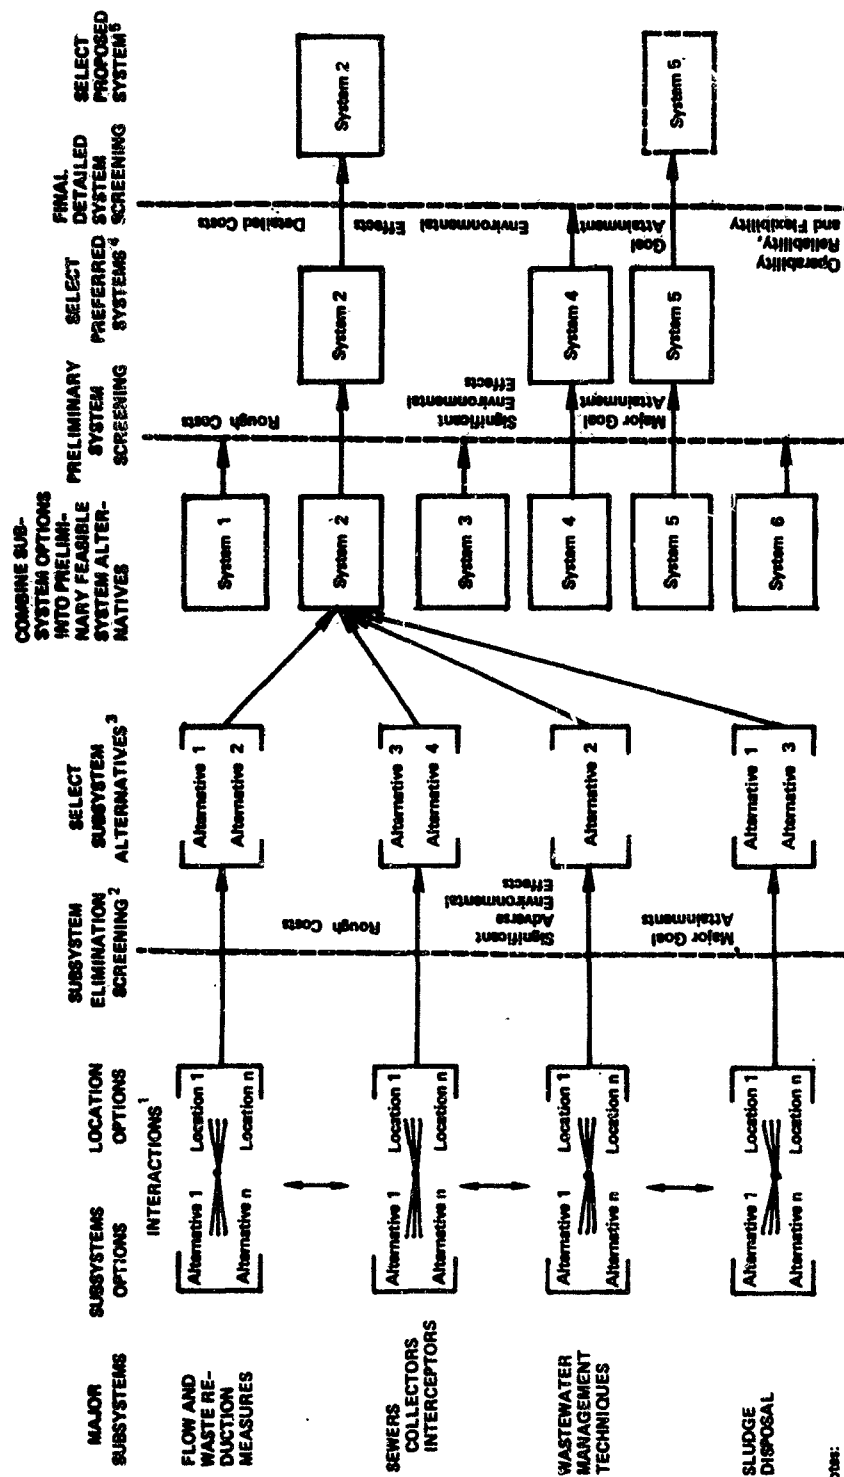 MAJOR
SUBSYSTEMS
SUBSYSTEMS
OPTIONS
LOCATION
OPTIONS
SUBSYSTEM
ELIMINATION
SCREENING2
SELECT
SUBSYSTEM
ALTERNATIVES3
COMBINE SUB-
SYSTEM OPTIONS
INTO PRELIMI-
NARY FEASIBLE
SYSTEM ALTER-
NATIVES
PRELIMINARY
SYSTEM
SCREENING
SELECT
PREFERRED
SYSTEMS4
FINAL
DETAILED
SYSTEM
SCREENING
SELECT
PROPOSED
SYSTEM5
INTERACTIONS1
FLOW AND
WASTE RE-
DUCTION
MEASURES
Alternative 1
Location 1
Alternative n
Location n
Alternative 1
Alternative 2
SEWERS
COLLECTORS
INTERCEPTORS
Alternative 1
Location 1
Alternative n
Location n
Alternative 3
Alternative 4
WASTEWATER
MANAGEMENT
TECHNIQUES
Alternative 1
Location 1
Alternative n
Location n
Alternative 2
SLUDGE
DISPOSAL
Alternative 1
Location 1
Alternative n
Location n
Alternative 1
Alternative 3
Rough Costs
Significant
Adverse
Environmental
Effects
Major Goal
Attainments
System 1
System 2
System 3
System 4
System 5
System 6
Rough Costs
Significant
Environmental
Effects
Major Goal
Attainment
System 2
System 4
System 5
Detailed Costs
Environmental Effects
Goal
Attainment
Operability
Reliability,
and Flexibility
System 2
System 5
otes: